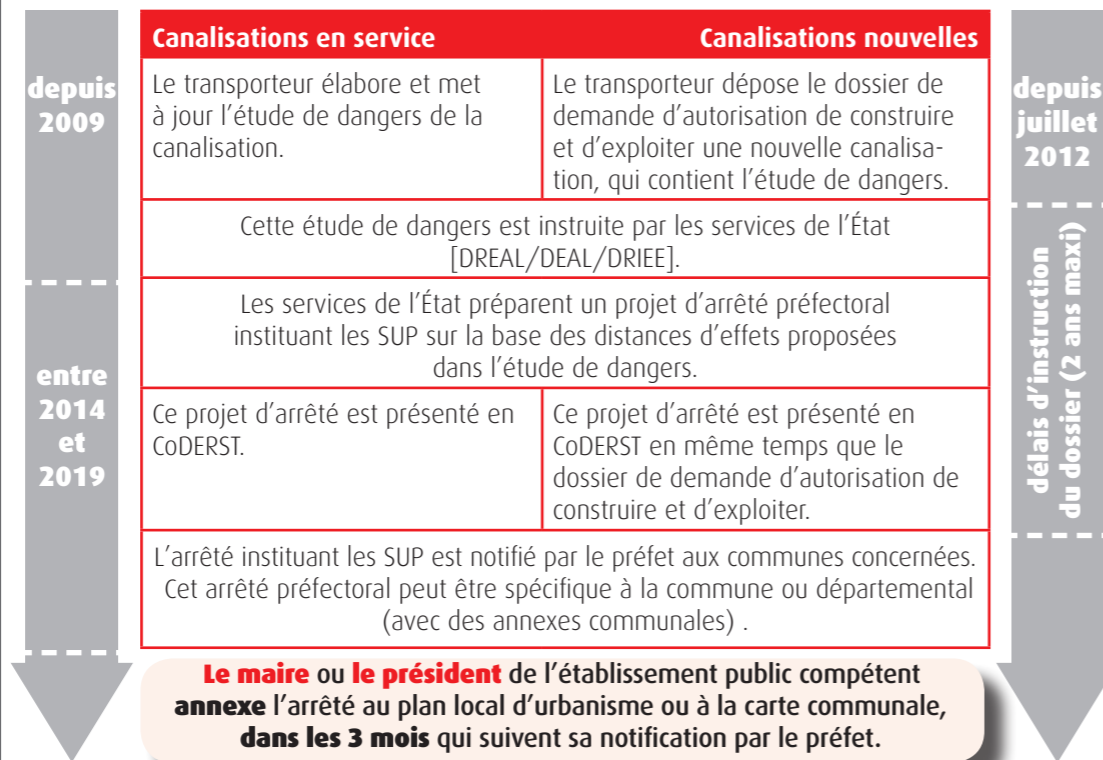 Canalisations en service
Canalisations nouvelles
depuis
2009
Le transporteur élabore et met
à jour l'étude de dangers de la
canalisation.
Le transporteur dépose le dossier de
demande d'autorisation de construire
et d'exploiter une nouvelle canalisa-
tion, qui contient l'étude de dangers.
depuis
juillet
2012
Cette étude de dangers est instruite par les services de l'État
[DREAL/DEAL/DRIEE].
Les services de l'État préparent un projet d'arrêté préfectoral
instituant les SUP sur la base des distances d'effets proposées
dans l'étude de dangers.
entre
2014
et
2019
Ce projet d'arrêté est présenté en
CoDERST.
Ce projet d'arrêté est présenté en
CoDERST en même temps que le
dossier de demande d'autorisation de
construire et d'exploiter.
délais d'instruction
du dossier (2 ans maxi)
L'arrêté instituant les SUP est notifié par le préfet aux communes concernées.
Cet arrêté préfectoral peut être spécifique à la commune ou départemental
(avec des annexes communales) .
Le maire ou le président de l'établissement public compétent
annexe l'arrêté au plan local d'urbanisme ou à la carte communale,
dans les 3 mois qui suivent sa notification par le préfet.